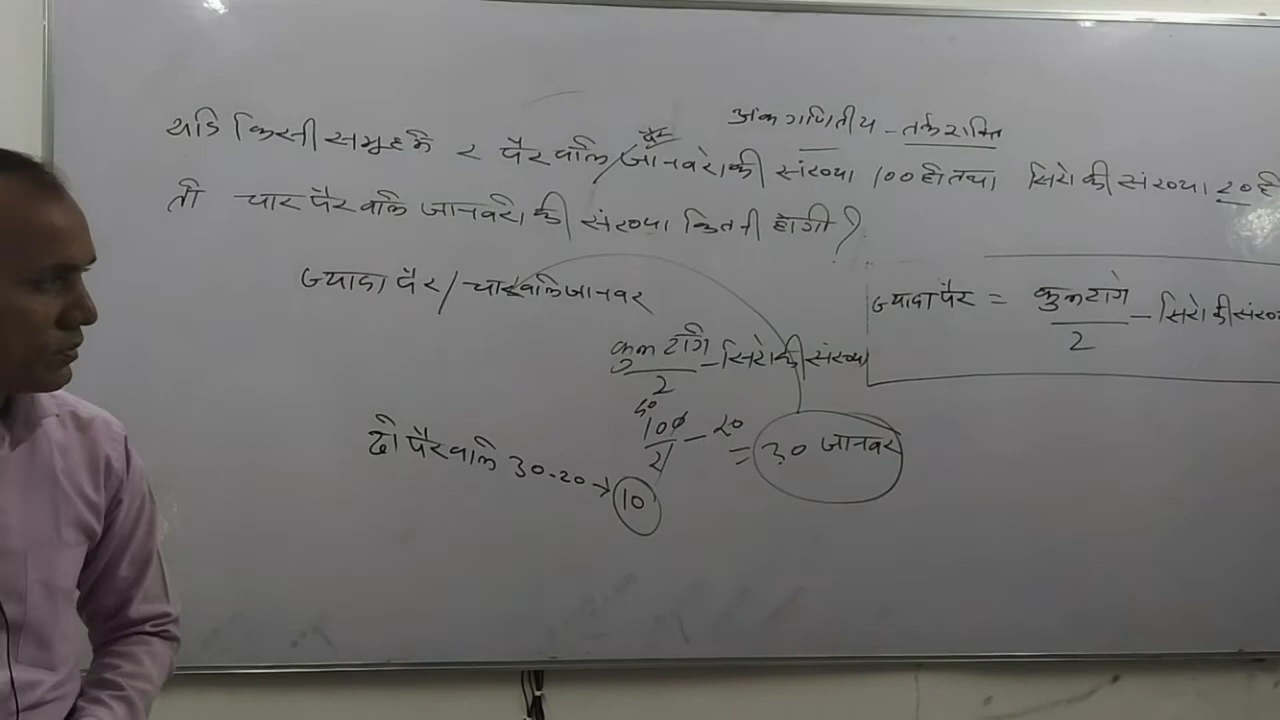 अंकगणितीय - तर्कशक्ति
यदि किसी समूह में 2 पैर वाले / जानवरो की संख्या 100 हो तथा सिरो की संख्या 20 है
तो चार पैर वाले जानवरो की संख्या कितनी होगी ?
ज्यादा पैर / चार वाले जानवर
कुल टांगे / 2 - सिरो की संख्या
ज्यादा पैर = कुल टांगे / 2 - सिरो की संख्
50
100 / 2 - 20 = 30 जानवर
दो पैर वाले 30-20 → 10